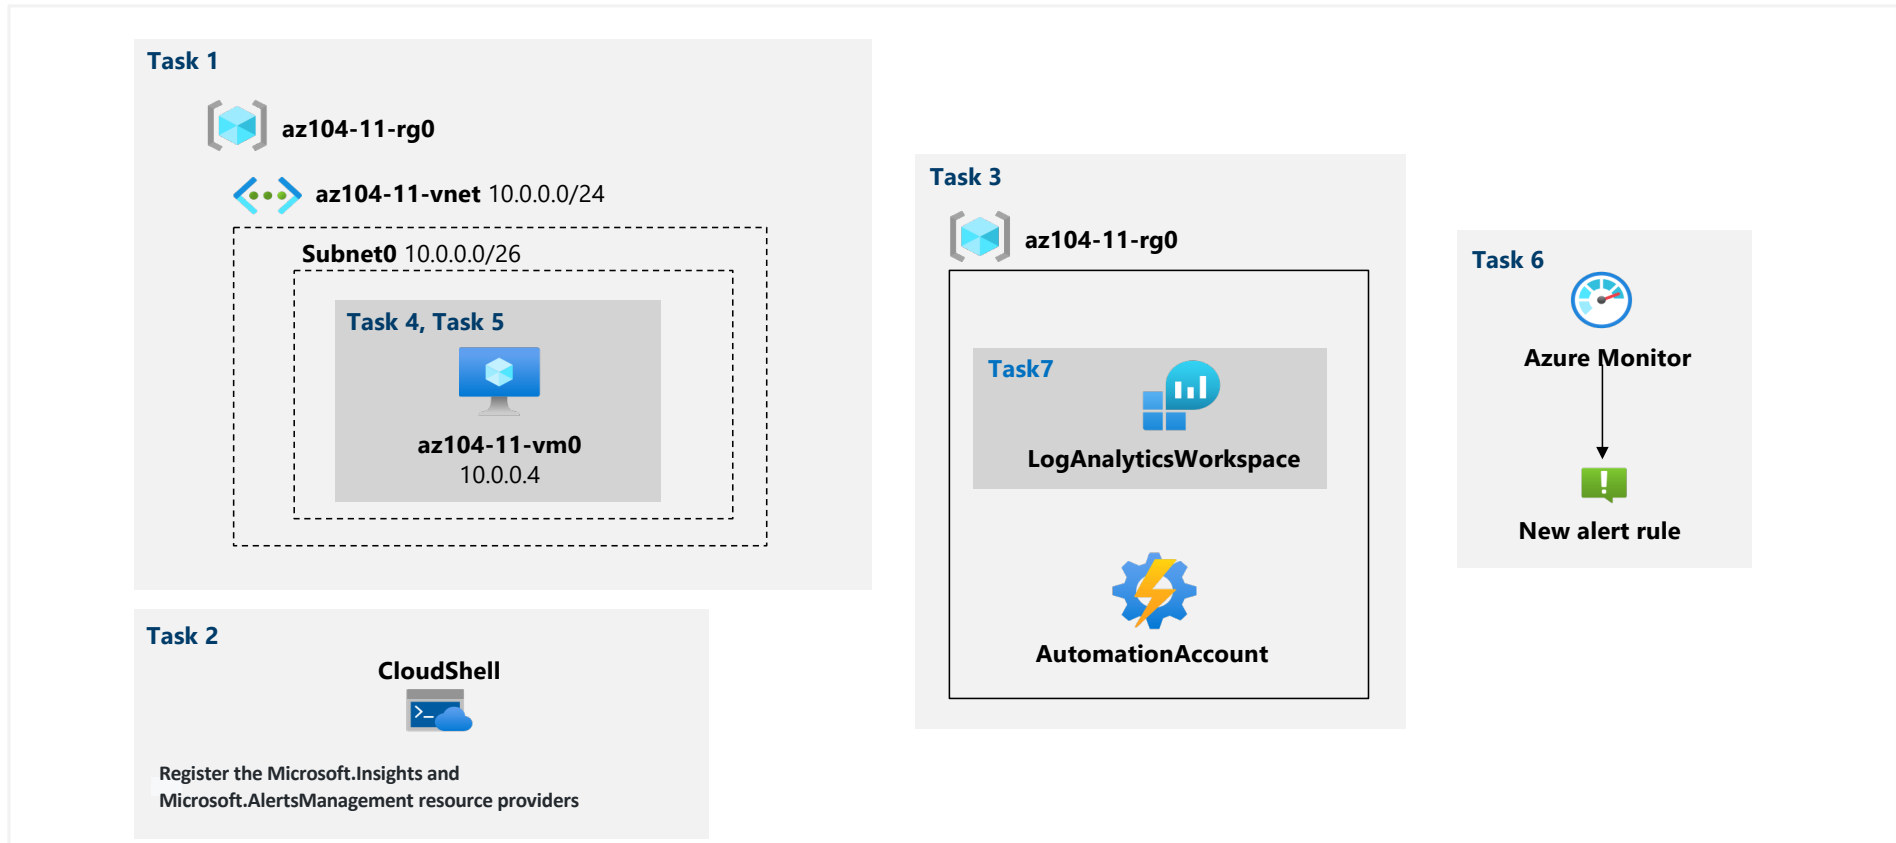 Task 1
az104-11-rg0
az104-11-vnet 10.0.0.0/24
Subnet0 10.0.0.0/26
Task 4, Task 5
az104-11-vm0
10.0.0.4
Task 2
CloudShell
>_
Register the Microsoft.Insights and
Microsoft.AlertsManagement resource providers
Task 3
az104-11-rg0
Task7
LogAnalyticsWorkspace
AutomationAccount
Task 6
Azure Monitor
!
New alert rule